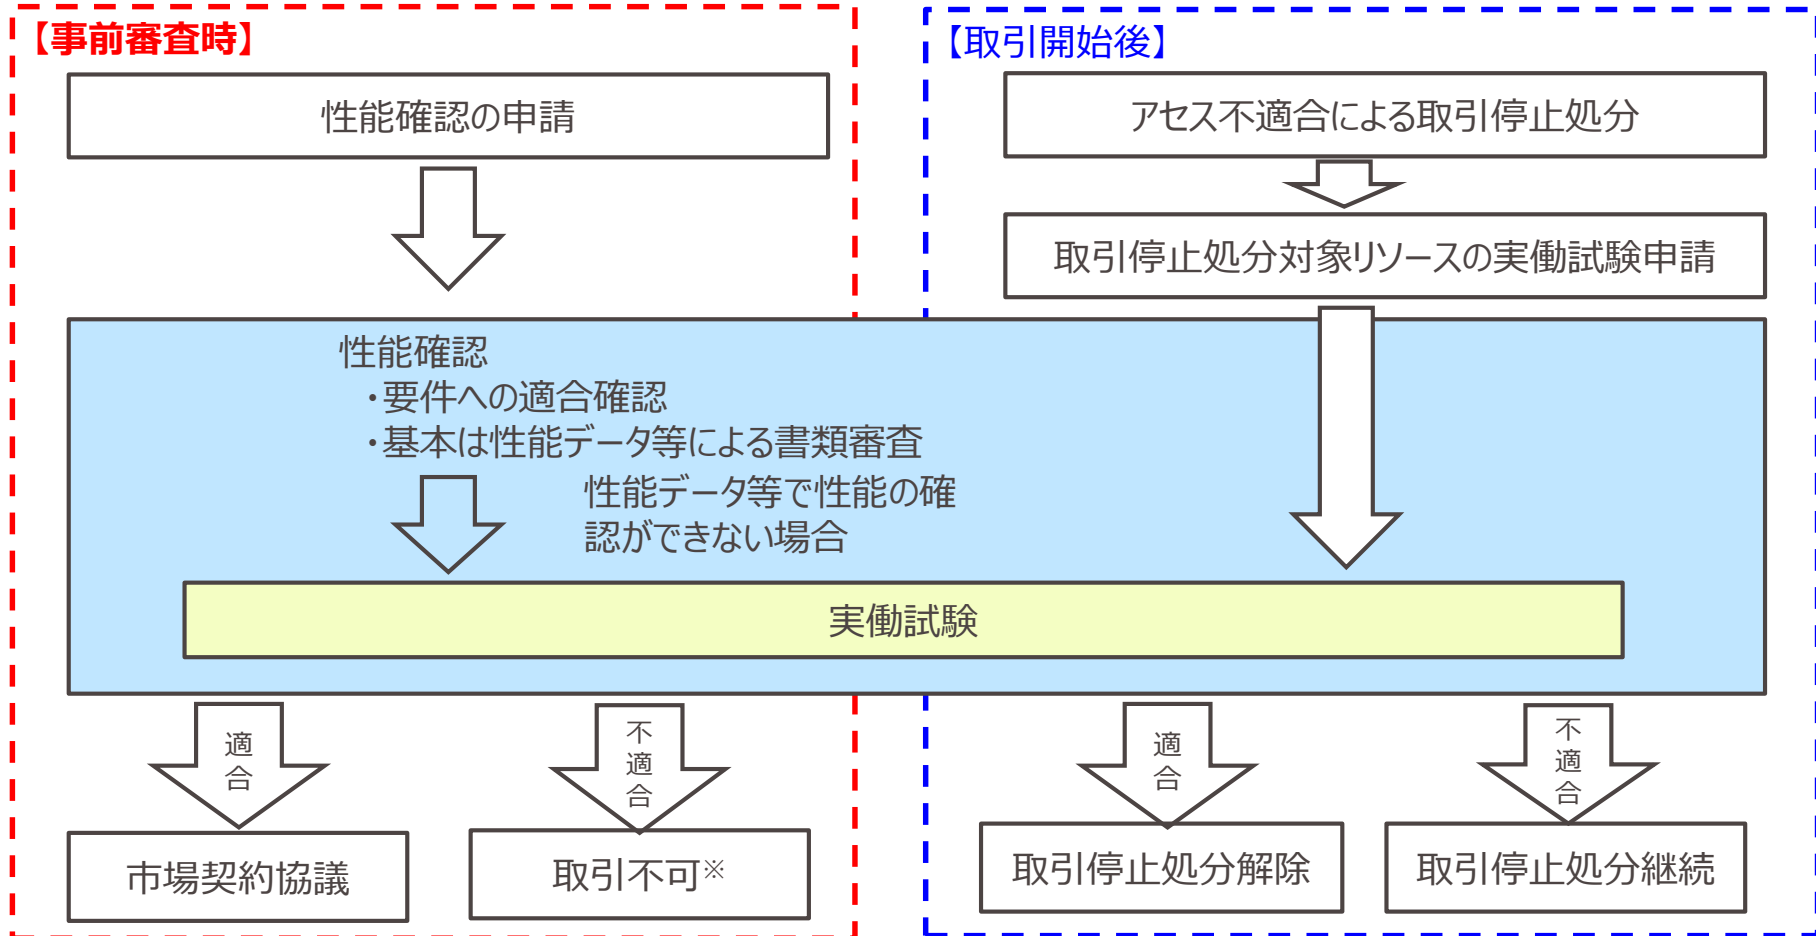 【事前審査時】
性能確認の申請
性能確認
・要件への適合確認
・基本は性能データ等による書類審査
性能データ等で性能の確
認ができない場合
【取引開始後】
アセス不適合による取引停止処分
取引停止処分対象リソースの実働試験申請
実働試験
適合
市場契約協議
不適合
取引不可※
適合
取引停止処分解除
不適合
取引停止処分継続